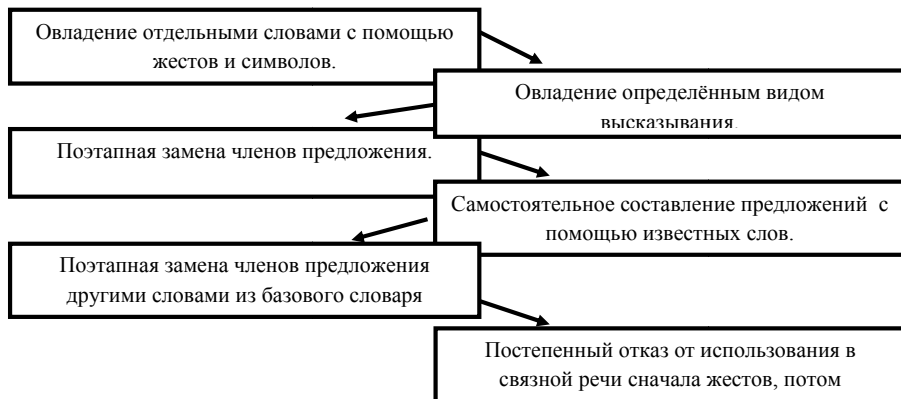 Овладение отдельными словами с помощью
жестов и символов.
Овладение определённым видом
высказывания.
Поэтапная замена членов предложения.
Самостоятельное составление предложений с
помощью известных слов.
Поэтапная замена членов предложения
другими словами из базового словаря
Постепенный отказ от использования в
связной речи сначала жестов, потом